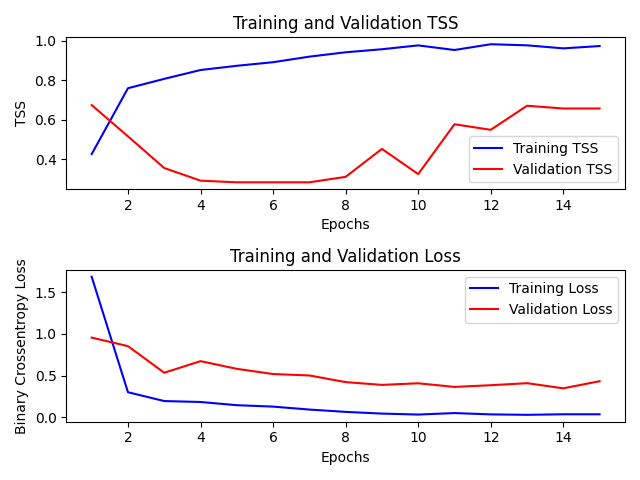 Training and Validation TSS
1.0
0.8
0.6
0.4
TSS
Training TSS
Validation TSS
2 4 6 8 10 12 14
Epochs
Training and Validation Loss
1.5
1.0
0.5
0.0
Binary Crossentropy Loss
Training Loss
Validation Loss
2 4 6 8 10 12 14
Epochs